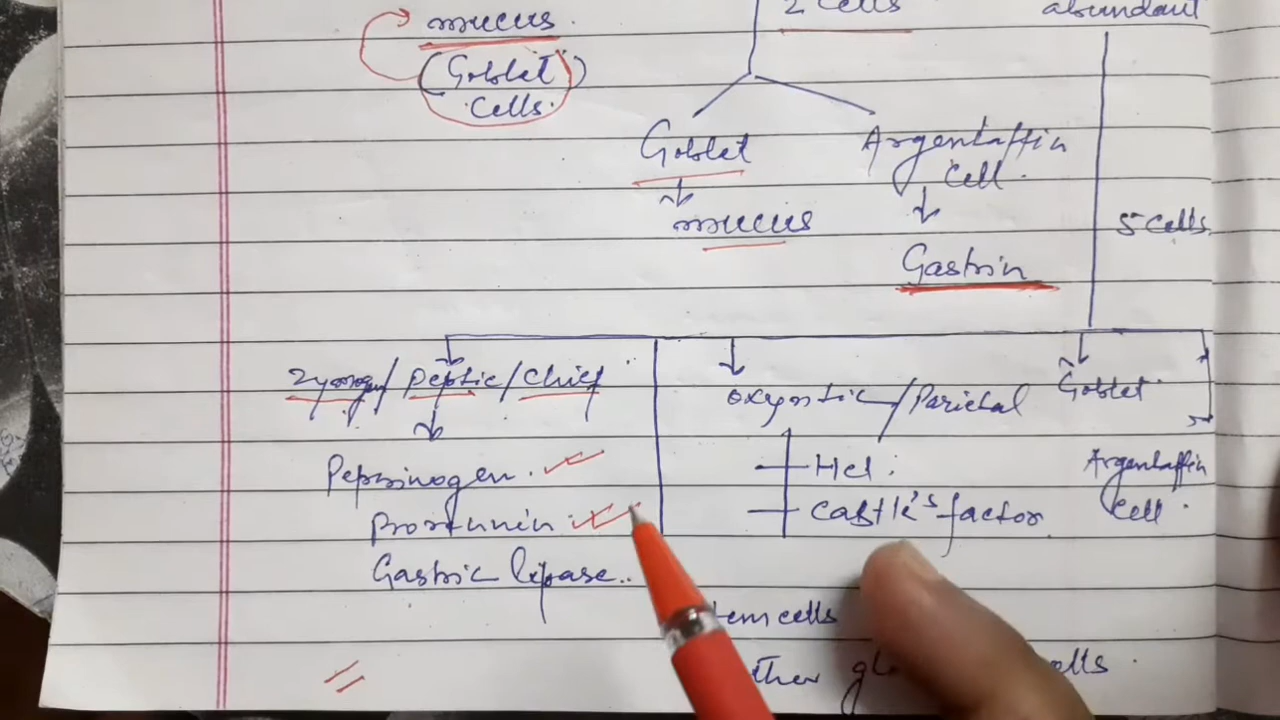 mucus.
2 cells
abundant
(Goblet)
cells.
Goblet
Argentaffin
cell.
mucus
5 cells.
Gastrin
Zymogen/Peptic/Chief
Oxyntic/Parietal
Goblet
Pepsinogen.
Hcl.
Argentaffin
cell.
Prorennin
Castle's factor.
Gastric lipase..
cells
cells.